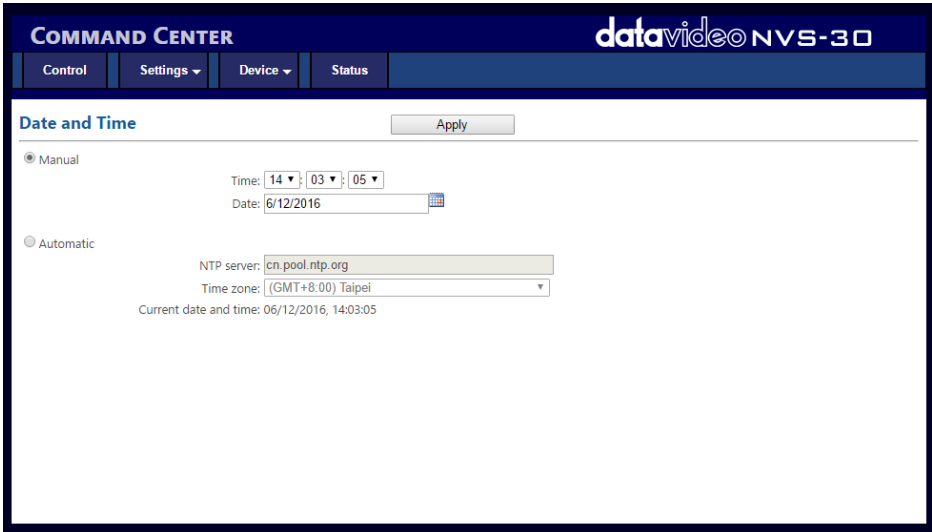 COMMAND CENTER
datavideo NVS-30
Control Settings Device Status
Date and Time Apply
Manual
Time: 14 : 03 : 05
Date: 6/12/2016
Automatic
NTP server: cn.pool.ntp.org
Time zone: (GMT+8:00) Taipei
Current date and time: 06/12/2016, 14:03:05